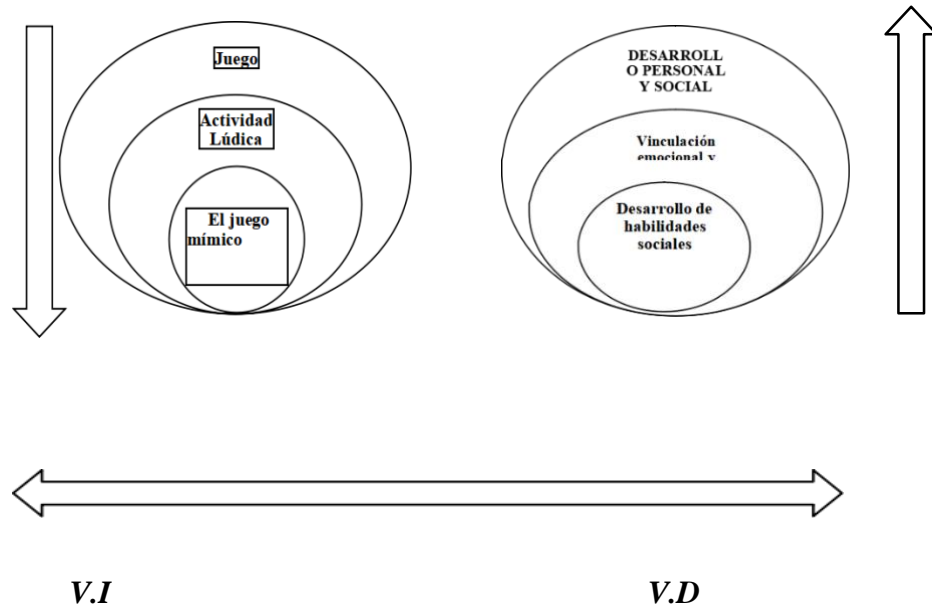 Juego
Actividad
Lúdica
El juego
mímico
DESARROLL
O PERSONAL
Y SOCIAL
Vinculación
emocional y
Desarrollo de
habilidades
sociales
V.I
V.D